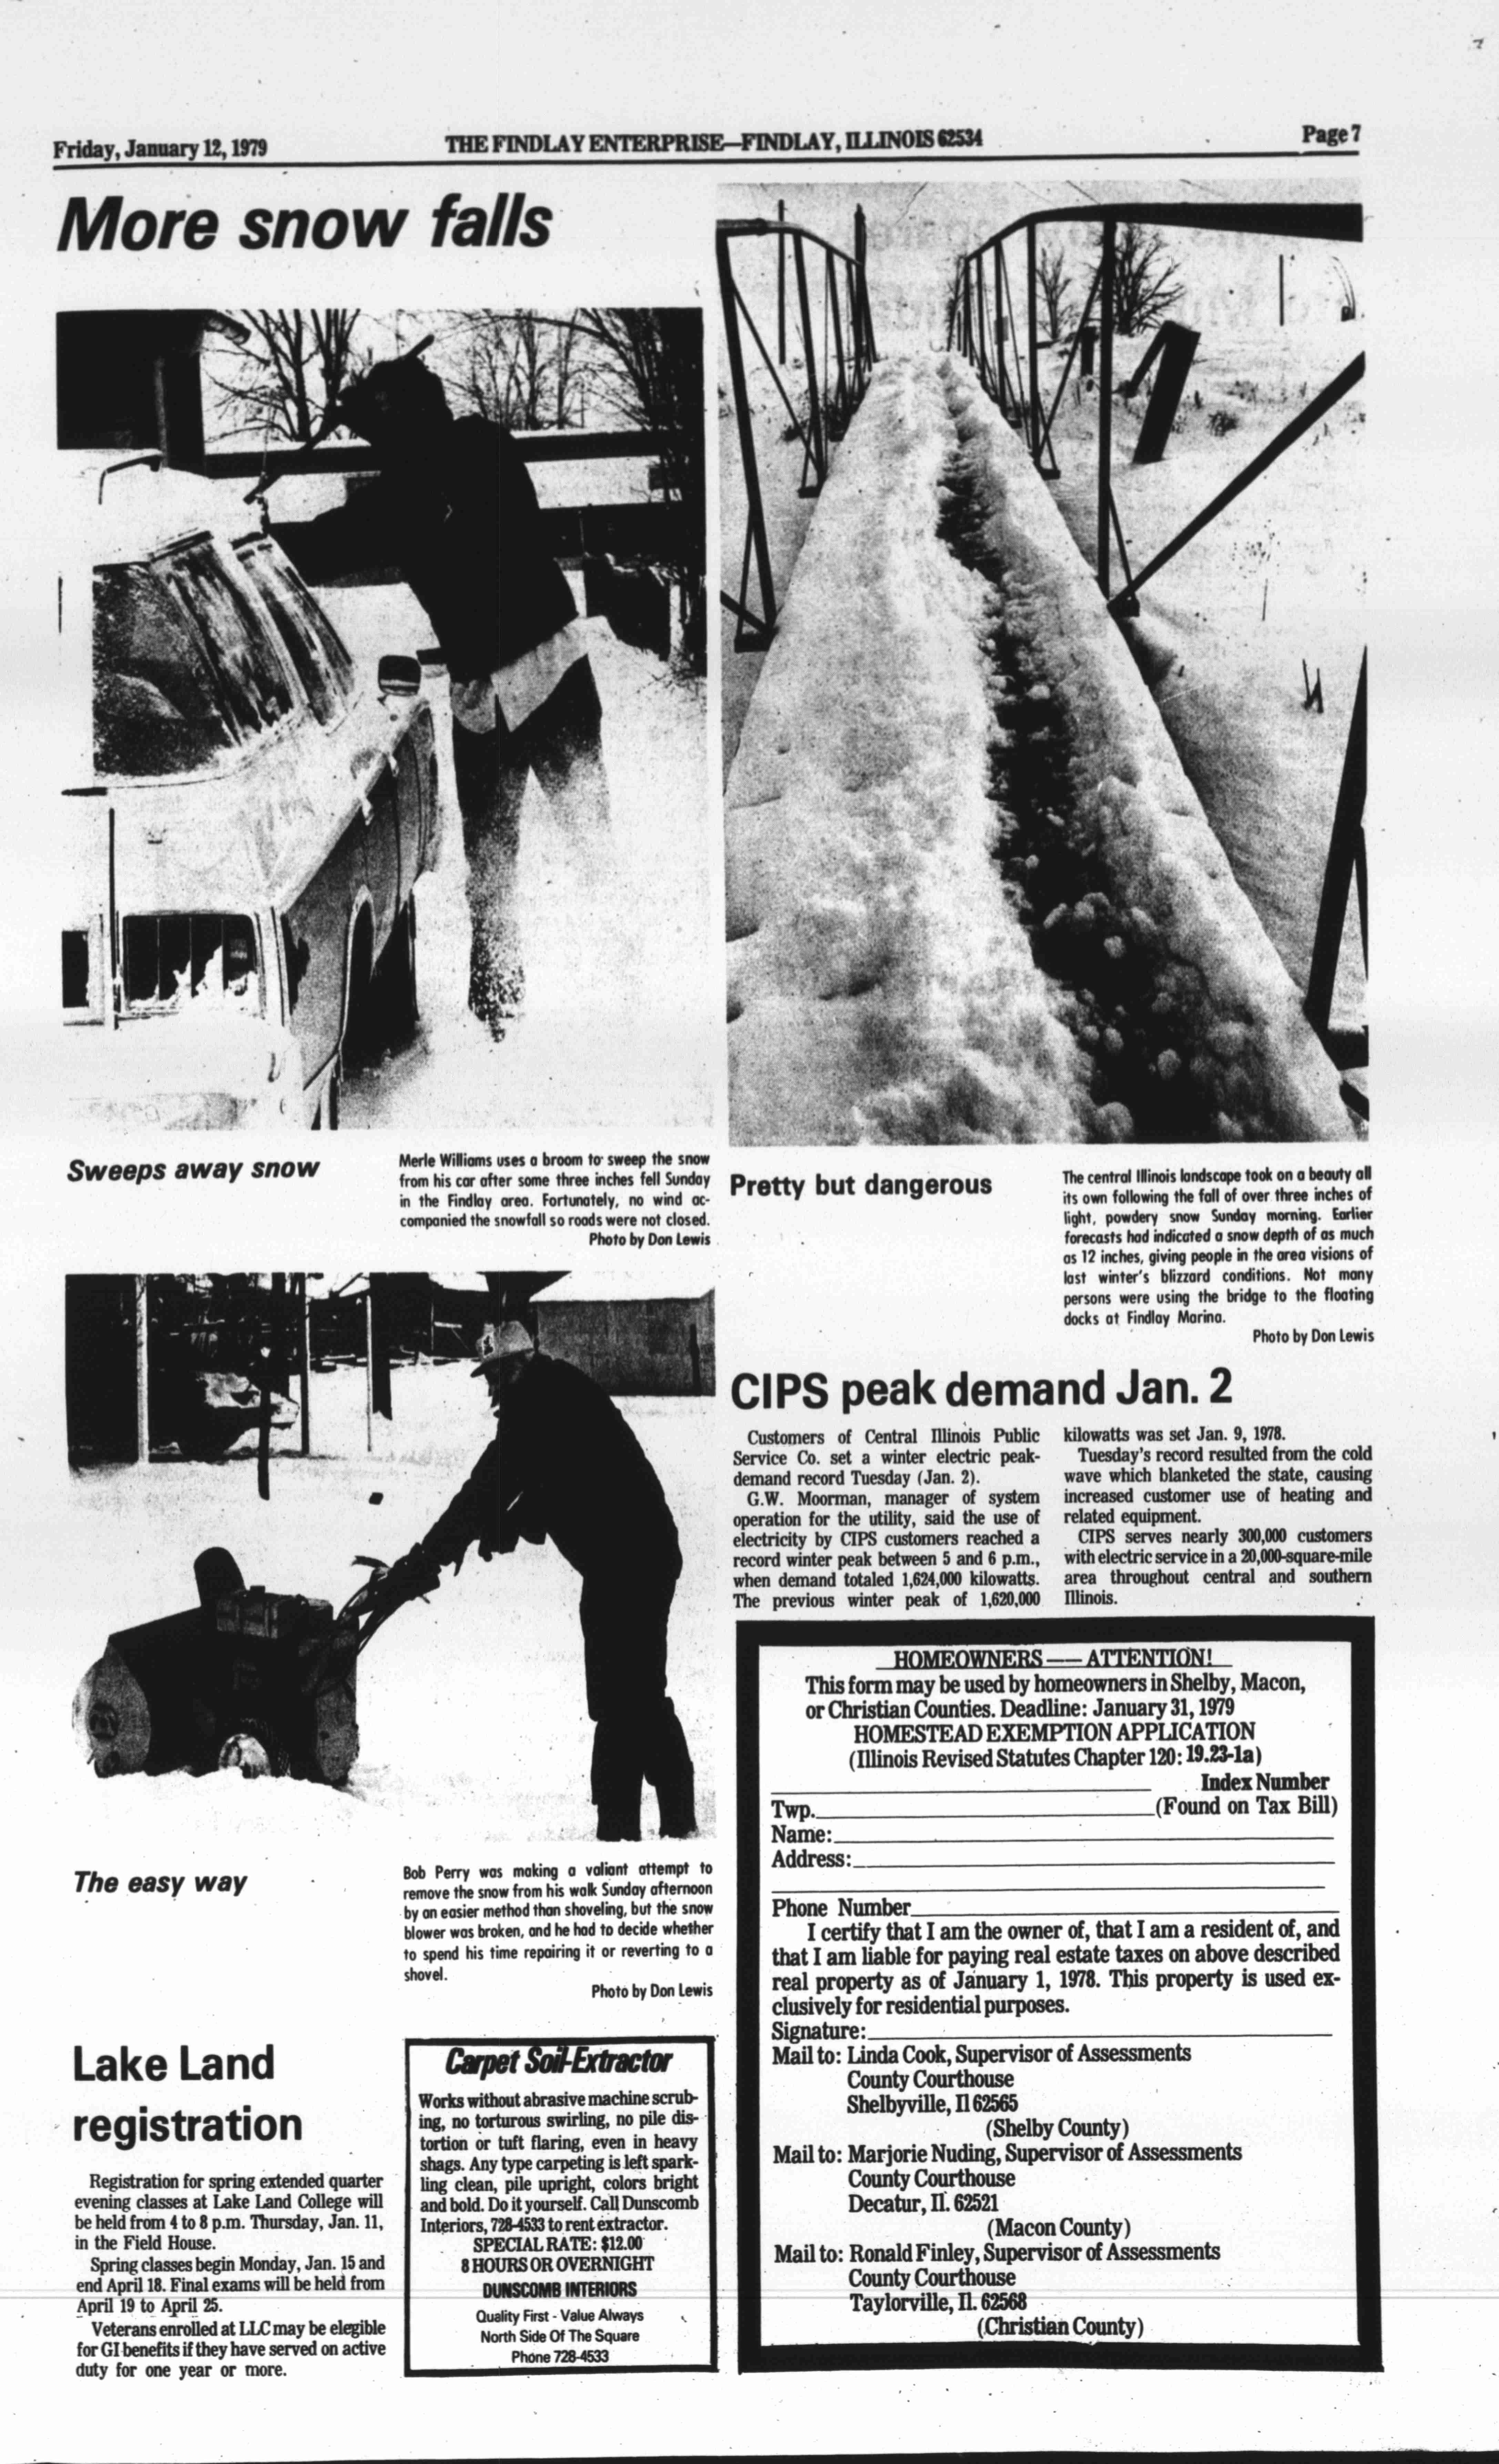 Friday, January 12, 1979
THE FINDLAY ENTERPRISE—FINDLAY, ILLINOIS 62534
Page 7
More snow falls
Sweeps away snow
Merle Williams uses a broom to sweep the snow
from his car after some three inches fell Sunday
in the Findlay area. Fortunately, no wind ac-
companied the snowfall so roads were not closed.
Photo by Don Lewis
Pretty but dangerous
The central Illinois landscape took on a beauty all
its own following the fall of over three inches of
light, powdery snow Sunday morning. Earlier
forecasts had indicated a snow depth of as much
as 12 inches, giving people in the area visions of
last winter's blizzard conditions. Not many
persons were using the bridge to the floating
docks at Findlay Marina.
Photo by Don Lewis
The easy way
Bob Perry was making a valiant attempt to
remove the snow from his walk Sunday afternoon
by an easier method than shoveling, but the snow
blower was broken, and he had to decide whether
to spend his time repairing it or reverting to a
shovel.
Photo by Don Lewis
CIPS peak demand Jan. 2
Customers of Central Illinois Public
Service Co. set a winter electric peak-
demand record Tuesday (Jan. 2).
G.W. Moorman, manager of system
operation for the utility, said the use of
electricity by CIPS customers reached a
record winter peak between 5 and 6 p.m.,
when demand totaled 1,624,000 kilowatts.
The previous winter peak of 1,620,000
kilowatts was set Jan. 9, 1978.
Tuesday's record resulted from the cold
wave which blanketed the state, causing
increased customer use of heating and
related equipment.
CIPS serves nearly 300,000 customers
with electric service in a 20,000-square-mile
area throughout central and southern
Illinois.
Lake Land
registration
Registration for spring extended quarter
evening classes at Lake Land College will
be held from 4 to 8 p.m. Thursday, Jan. 11,
in the Field House.
Spring classes begin Monday, Jan. 15 and
end April 18. Final exams will be held from
April 19 to April 25.
Veterans enrolled at LLC may be elegible
for GI benefits if they have served on active
duty for one year or more.
Carpet Soil-Extractor
Works without abrasive machine scrub-
ing, no torturous swirling, no pile dis-
tortion or tuft flaring, even in heavy
shags. Any type carpeting is left spark-
ling clean, pile upright, colors bright
and bold. Do it yourself. Call Dunscomb
Interiors, 728-4533 to rent extractor.
SPECIAL RATE: $12.00
8 HOURS OR OVERNIGHT
DUNSCOMB INTERIORS
Quality First - Value Always
North Side Of The Square
Phone 728-4533
HOMEOWNERS —— ATTENTION!
This form may be used by homeowners in Shelby, Macon,
or Christian Counties. Deadline: January 31, 1979
HOMESTEAD EXEMPTION APPLICATION
(Illinois Revised Statutes Chapter 120: 19.23-1a)
Index Number
Twp. (Found on Tax Bill)
Name:
Address:
Phone Number
I certify that I am the owner of, that I am a resident of, and
that I am liable for paying real estate taxes on above described
real property as of January 1, 1978. This property is used ex-
clusively for residential purposes.
Signature:
Mail to: Linda Cook, Supervisor of Assessments
County Courthouse
Shelbyville, Il 62565
(Shelby County)
Mail to: Marjorie Nuding, Supervisor of Assessments
County Courthouse
Decatur, Il. 62521
(Macon County)
Mail to: Ronald Finley, Supervisor of Assessments
County Courthouse
Taylorville, Il. 62568
(Christian County)